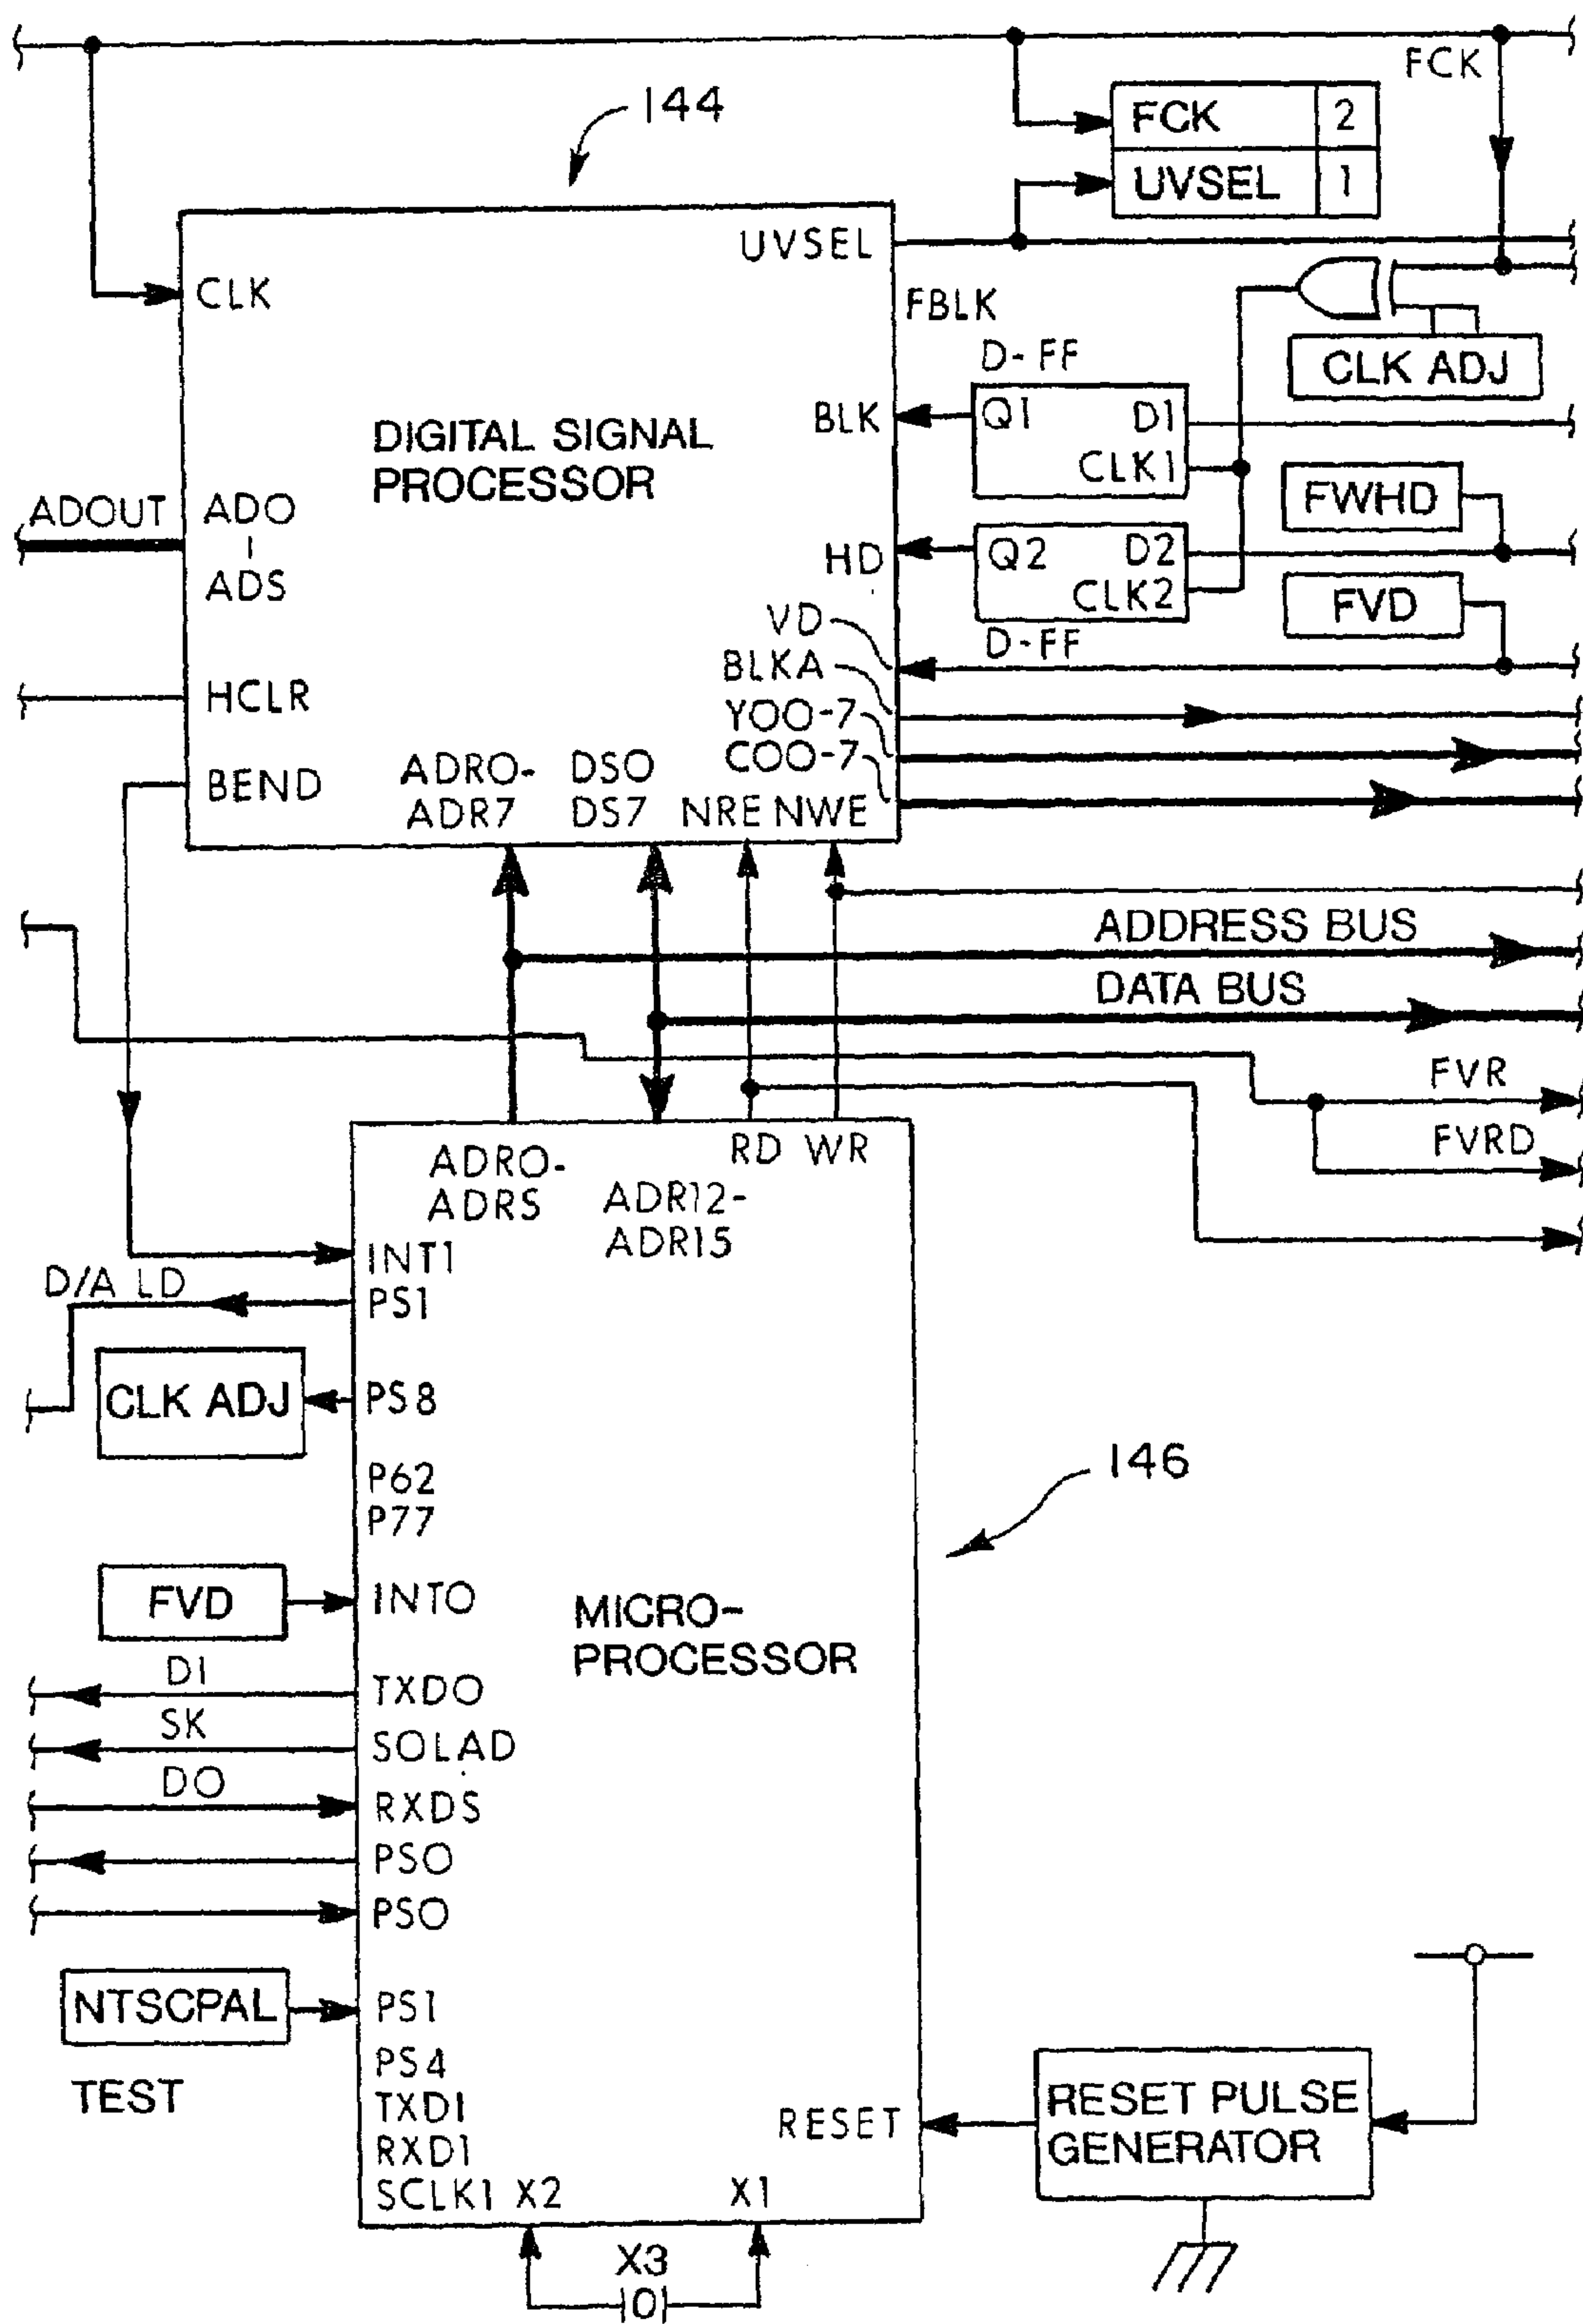 FCK
144
FCK 2
UVSEL 1
UVSEL
CLK
FBLK
D-FF
CLK ADJ
BLK
Q1 D1
CLK1
DIGITAL SIGNAL
PROCESSOR
FWHD
ADOUT
ADO
-
ADS
HD
Q2 D2
CLK2
FVD
VD
D-FF
BLKA
HCLR
YOO-7
COO-7
BEND
ADRO-
ADR7
DSO
DS7
NRE NWE
ADDRESS BUS
DATA BUS
FVR
FVRD
RD WR
ADRO-
ADRS
ADR12-
ADR15
INT1
D/A LD
PS1
CLK ADJ
PS8
146
P62
P77
FVD
INTO
MICRO-
PROCESSOR
DI
TXDO
SK
SOLAD
DO
RXDS
PSO
PSO
NTSCPAL
PS1
PS4
TEST
TXD1
RXD1
SCLK1 X2 X1
RESET
RESET PULSE
GENERATOR
X3